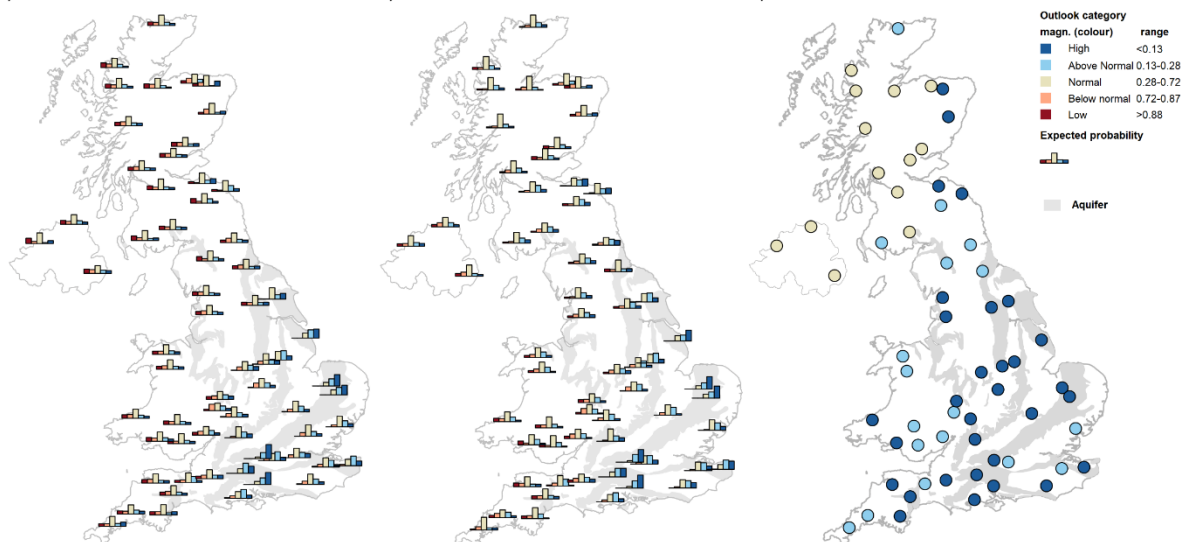 Outlook category
magn. (colour) range
High <0.13
Above Normal 0.13-0.28
Normal 0.28-0.72
Below normal 0.72-0.87
Low >0.88
Expected probability
Aquifer